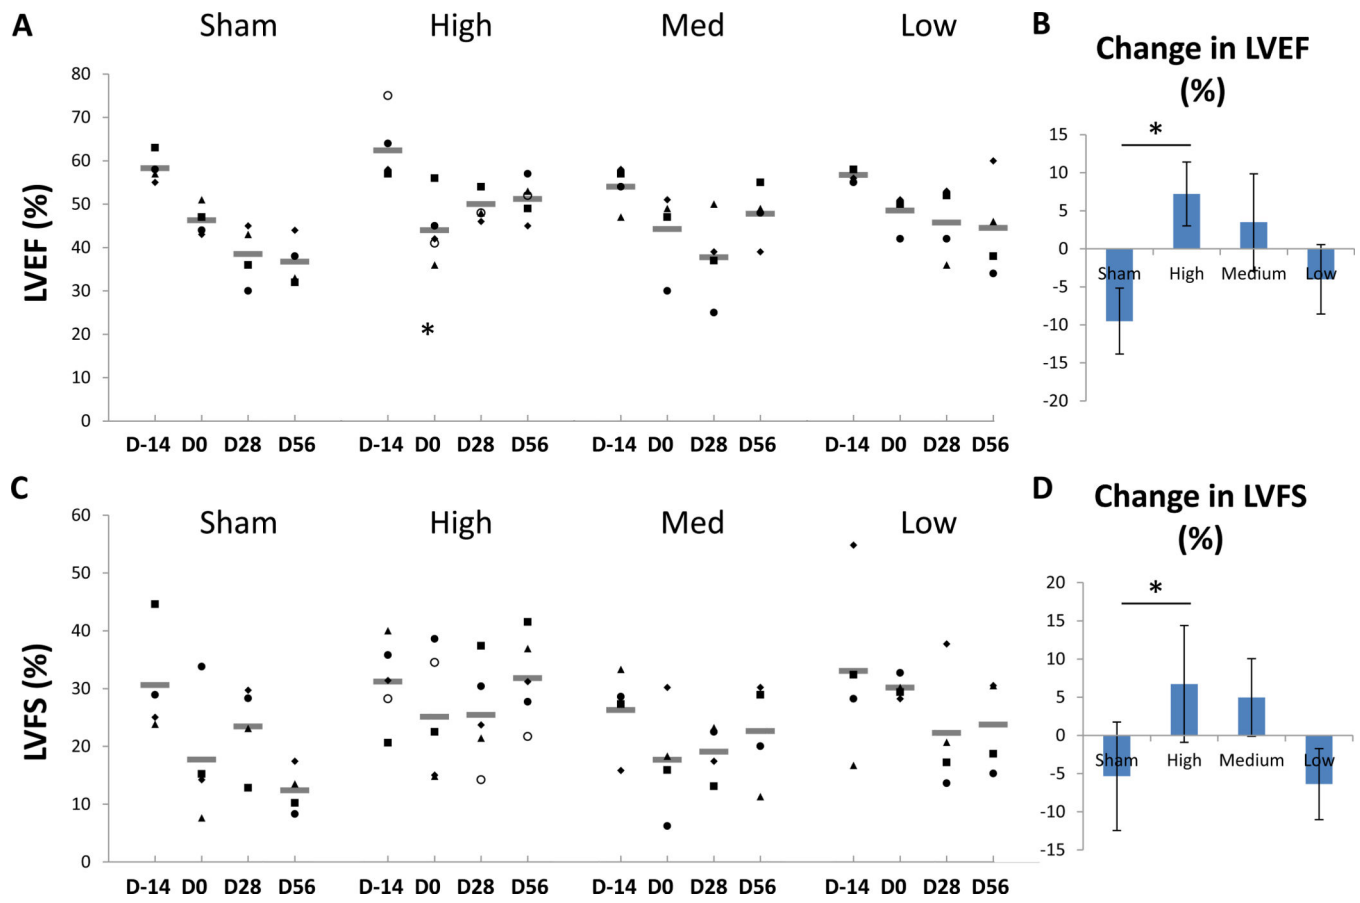 A Sham High Med Low
LVEF (%)
80
70
60
50
40
30
20
10
0
*
D-14 D0 D28 D56 D-14 D0 D28 D56 D-14 D0 D28 D56 D-14 D0 D28 D56
B
Change in LVEF
(%)
15
10
5
0
-5
-10
-15
-20
*
Sham High Medium Low
C
Sham High Med Low
LVFS (%)
60
50
40
30
20
10
0
D-14 D0 D28 D56 D-14 D0 D28 D56 D-14 D0 D28 D56 D-14 D0 D28 D56
D
Change in LVFS
(%)
20
15
10
5
0
-5
-10
-15
*
Sham High Medium Low